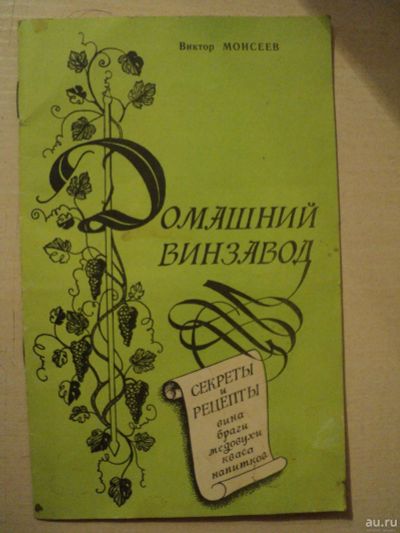 Виктор МОИСЕЕВ
ДОМАШНИЙ
ВИНЗАВОД
СЕКРЕТЫ
и
РЕЦЕПТЫ
вина
браги
медовухи
кваса
напитков
au.ru